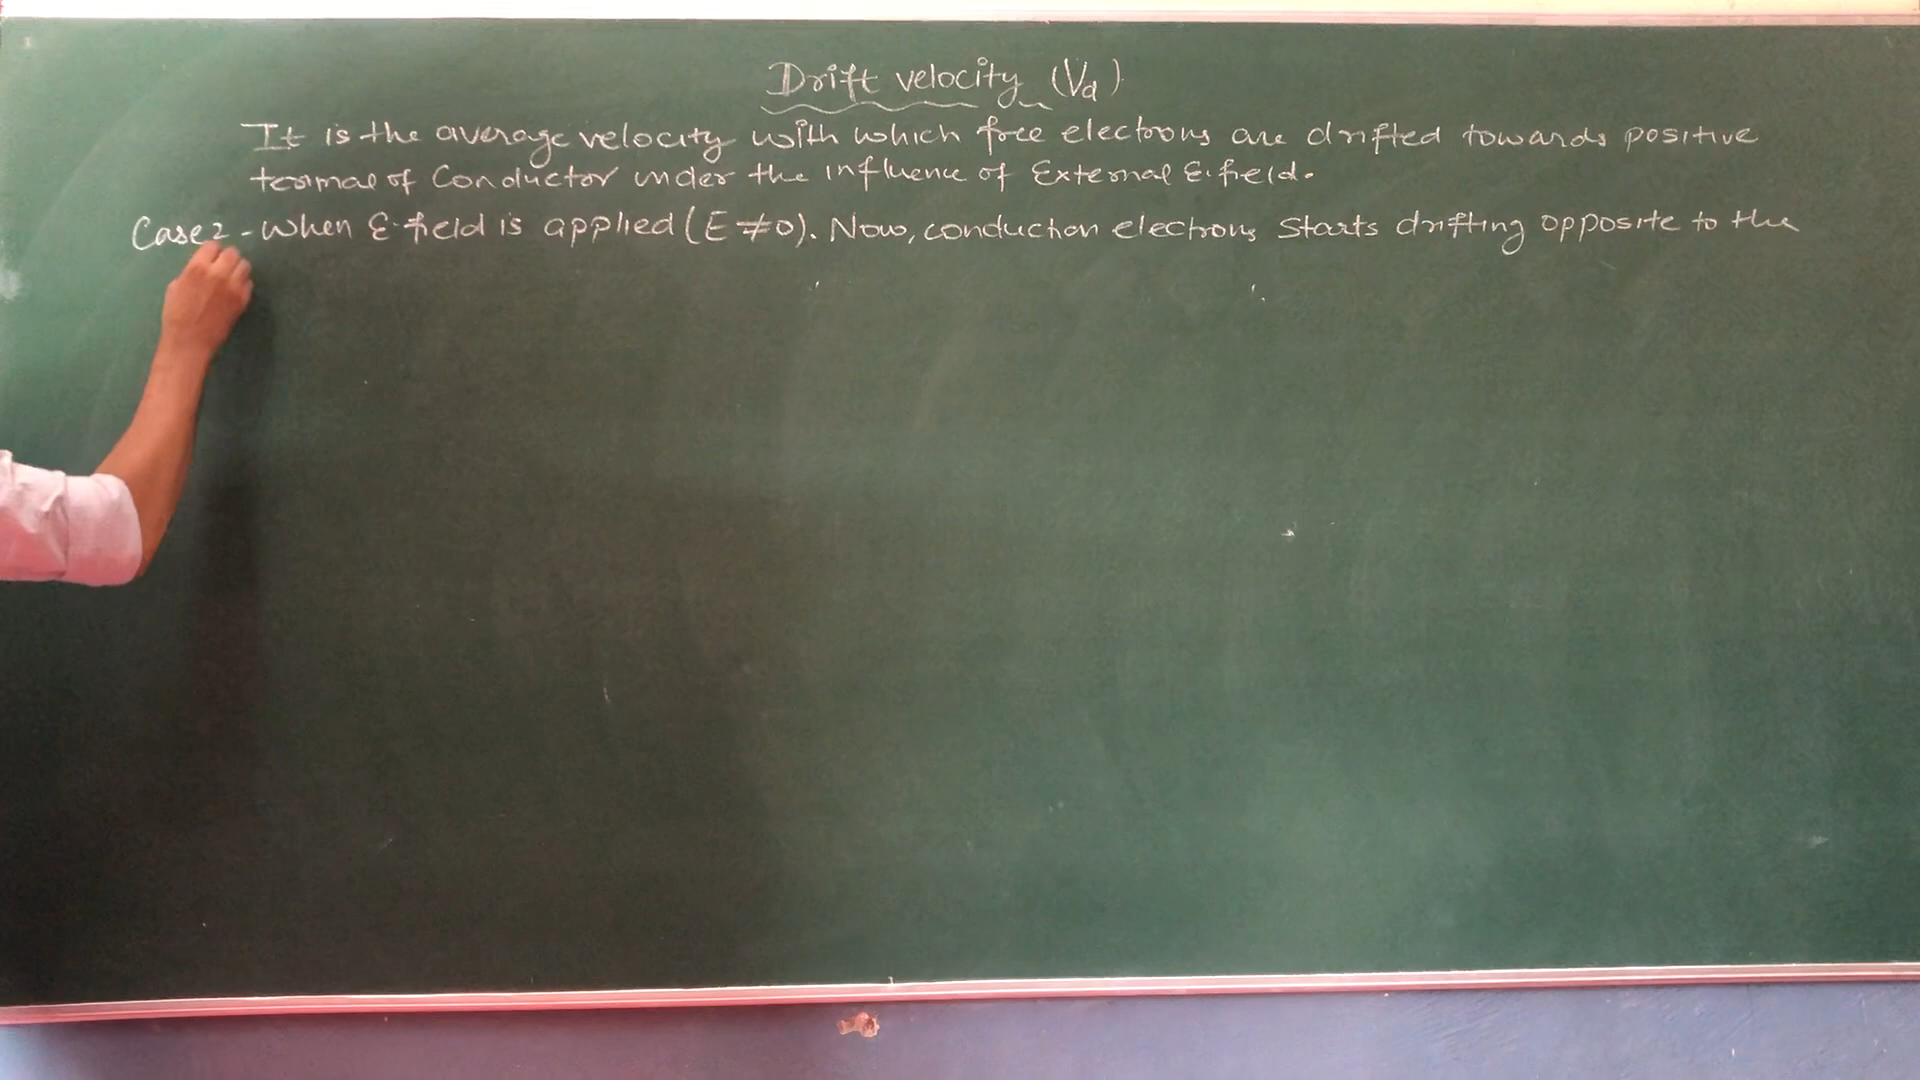 Drift velocity (Vd)
It is the average velocity with which free electrons are drifted towards positive
termal of Conductor under the influence of External E.field.
Case 2 - When E.field is applied (E ≠ 0). Now, conduction electrons starts drifting opposite to the